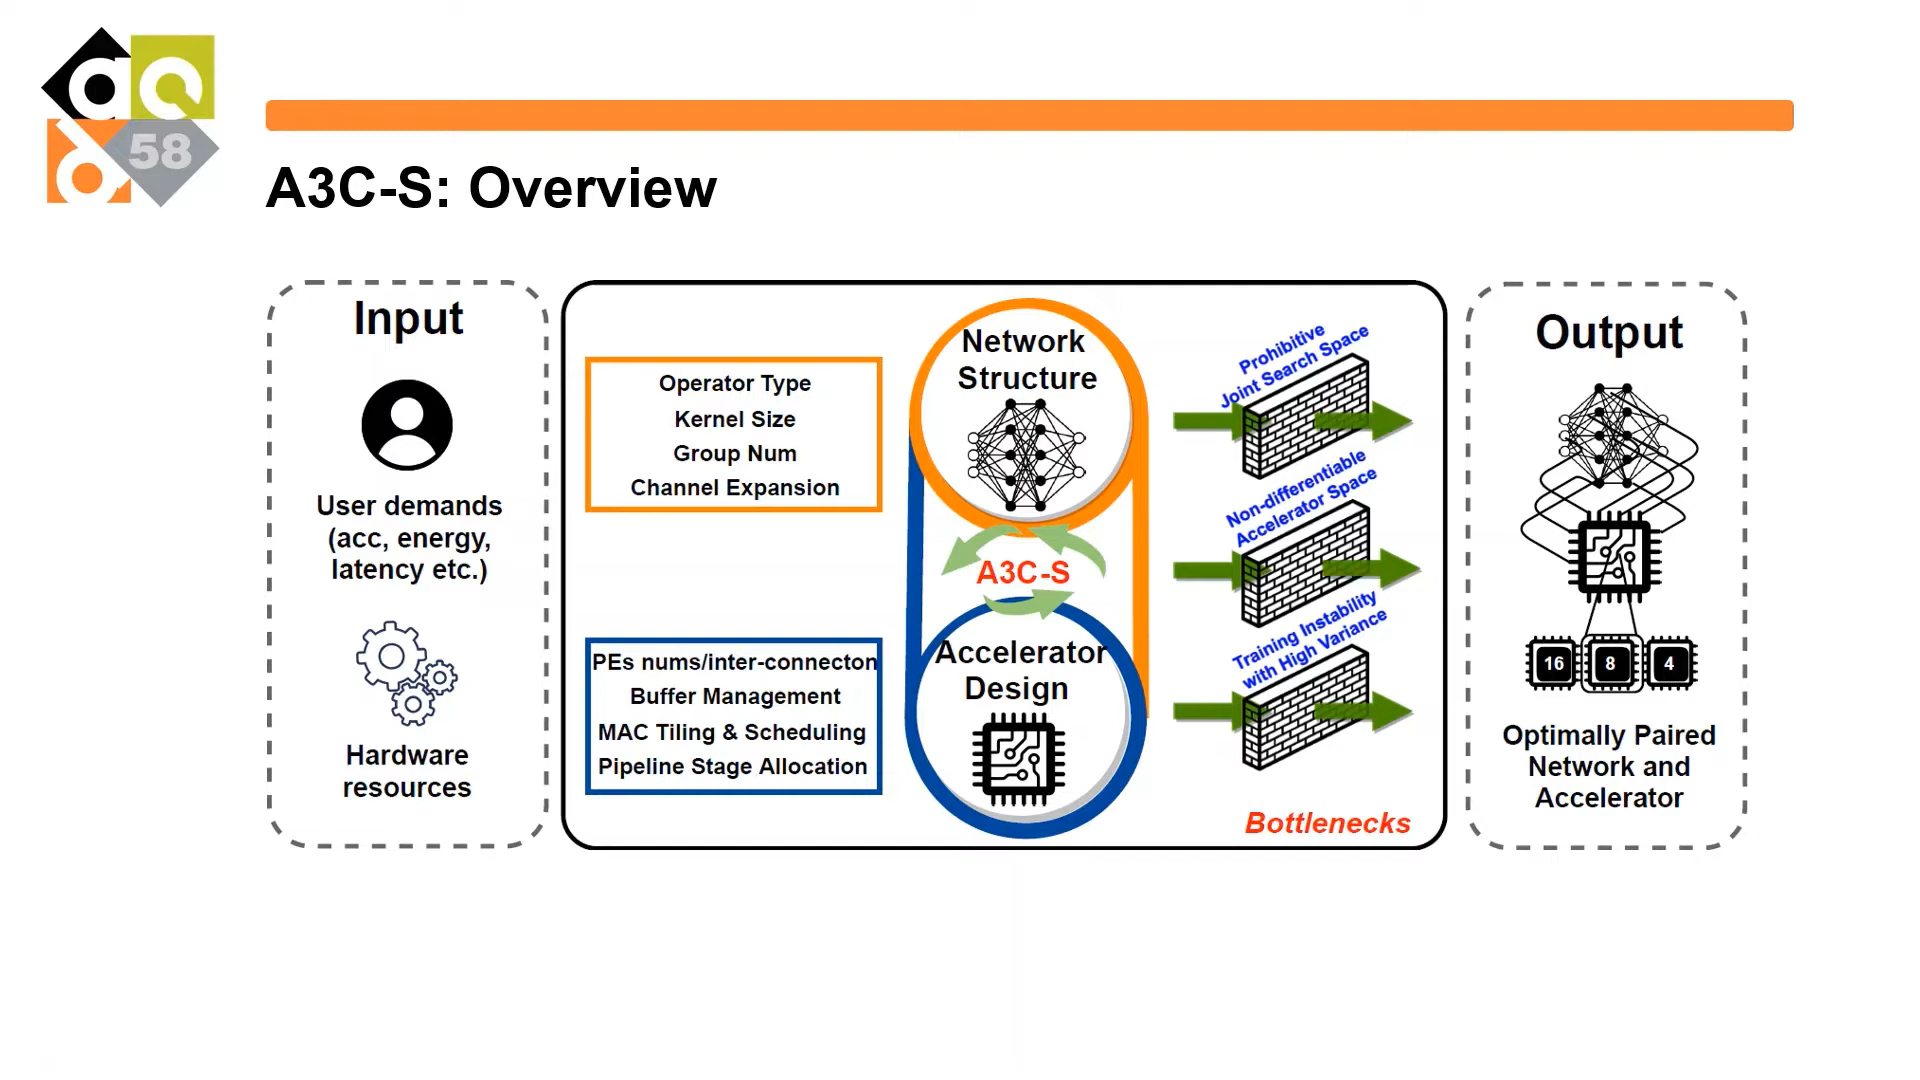 58
A3C-S: Overview
Input
User demands
(acc, energy,
latency etc.)
Hardware
resources
Operator Type
Kernel Size
Group Num
Channel Expansion
PEs nums/inter-connecton
Buffer Management
MAC Tiling & Scheduling
Pipeline Stage Allocation
Network
Structure
A3C-S
Accelerator
Design
Prohibitive
Joint Search Space
Non-differentiable
Accelerator Space
Training Instability
with High Variance
Bottlenecks
Output
16
8
4
Optimally Paired
Network and
Accelerator